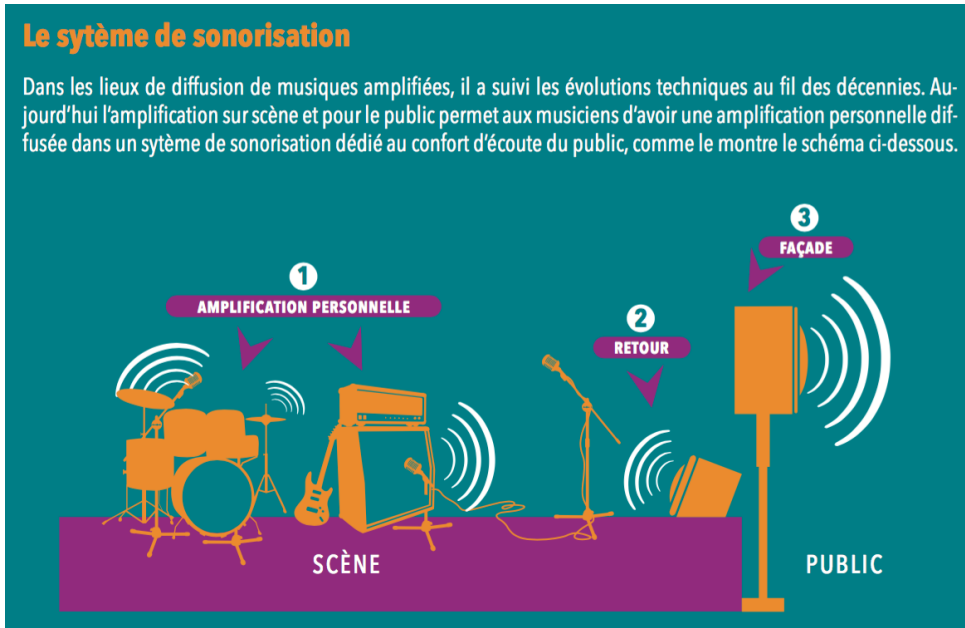 Le sytème de sonorisation
Dans les lieux de diffusion de musiques amplifiées, il a suivi les évolutions techniques au fil des décennies. Au-
jourd’hui l’amplification sur scène et pour le public permet aux musiciens d’avoir une amplification personnelle dif-
fusée dans un sytème de sonorisation dédié au confort d’écoute du public, comme le montre le schéma ci-dessous.
3
FAÇADE
1
AMPLIFICATION PERSONNELLE
2
RETOUR
SCÈNE
PUBLIC